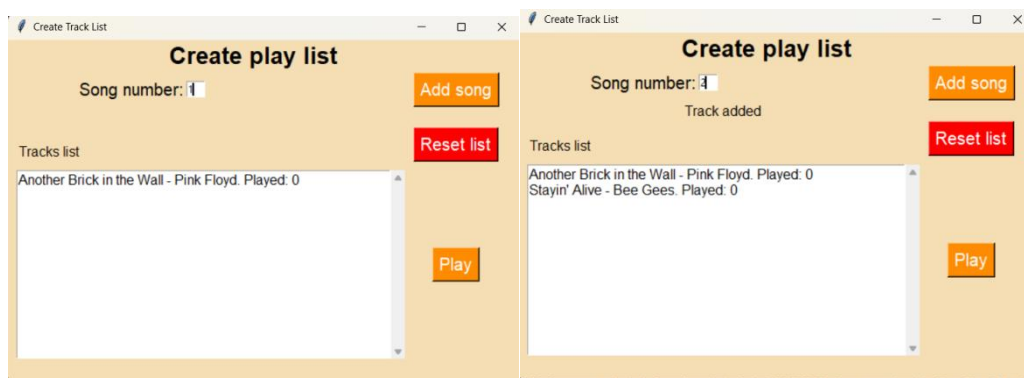 Create Track List
Create play list
Song number: 1
Add song
Reset list
Tracks list
Another Brick in the Wall - Pink Floyd. Played: 0
Play
Create Track List
Create play list
Song number:
Add song
Track added
Reset list
Tracks list
Another Brick in the Wall - Pink Floyd. Played: 0
Stayin' Alive - Bee Gees. Played: 0
Play